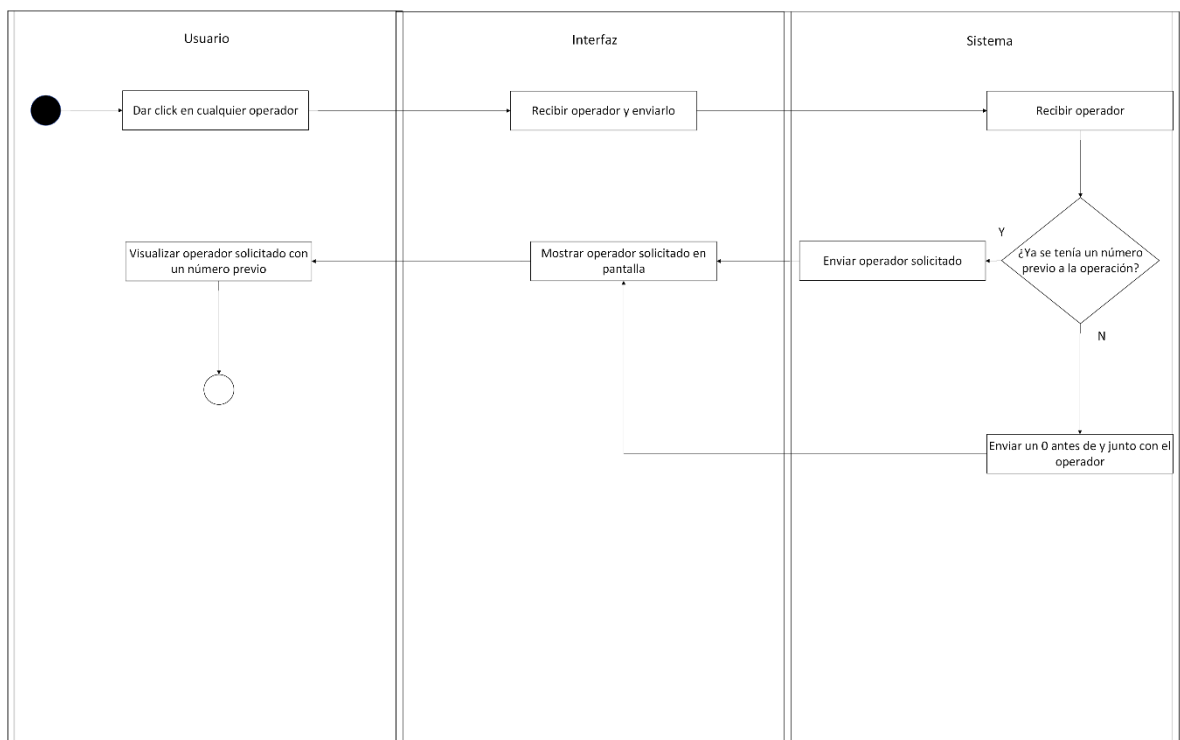 Usuario
Interfaz
Sistema
Dar click en cualquier operador
Recibir operador y enviarlo
Recibir operador
Y
Visualizar operador solicitado con
un número previo
Mostrar operador solicitado en
pantalla
Enviar operador solicitado
¿Ya se tenía un número
previo a la operación?
N
Enviar un 0 antes de y junto con el
operador